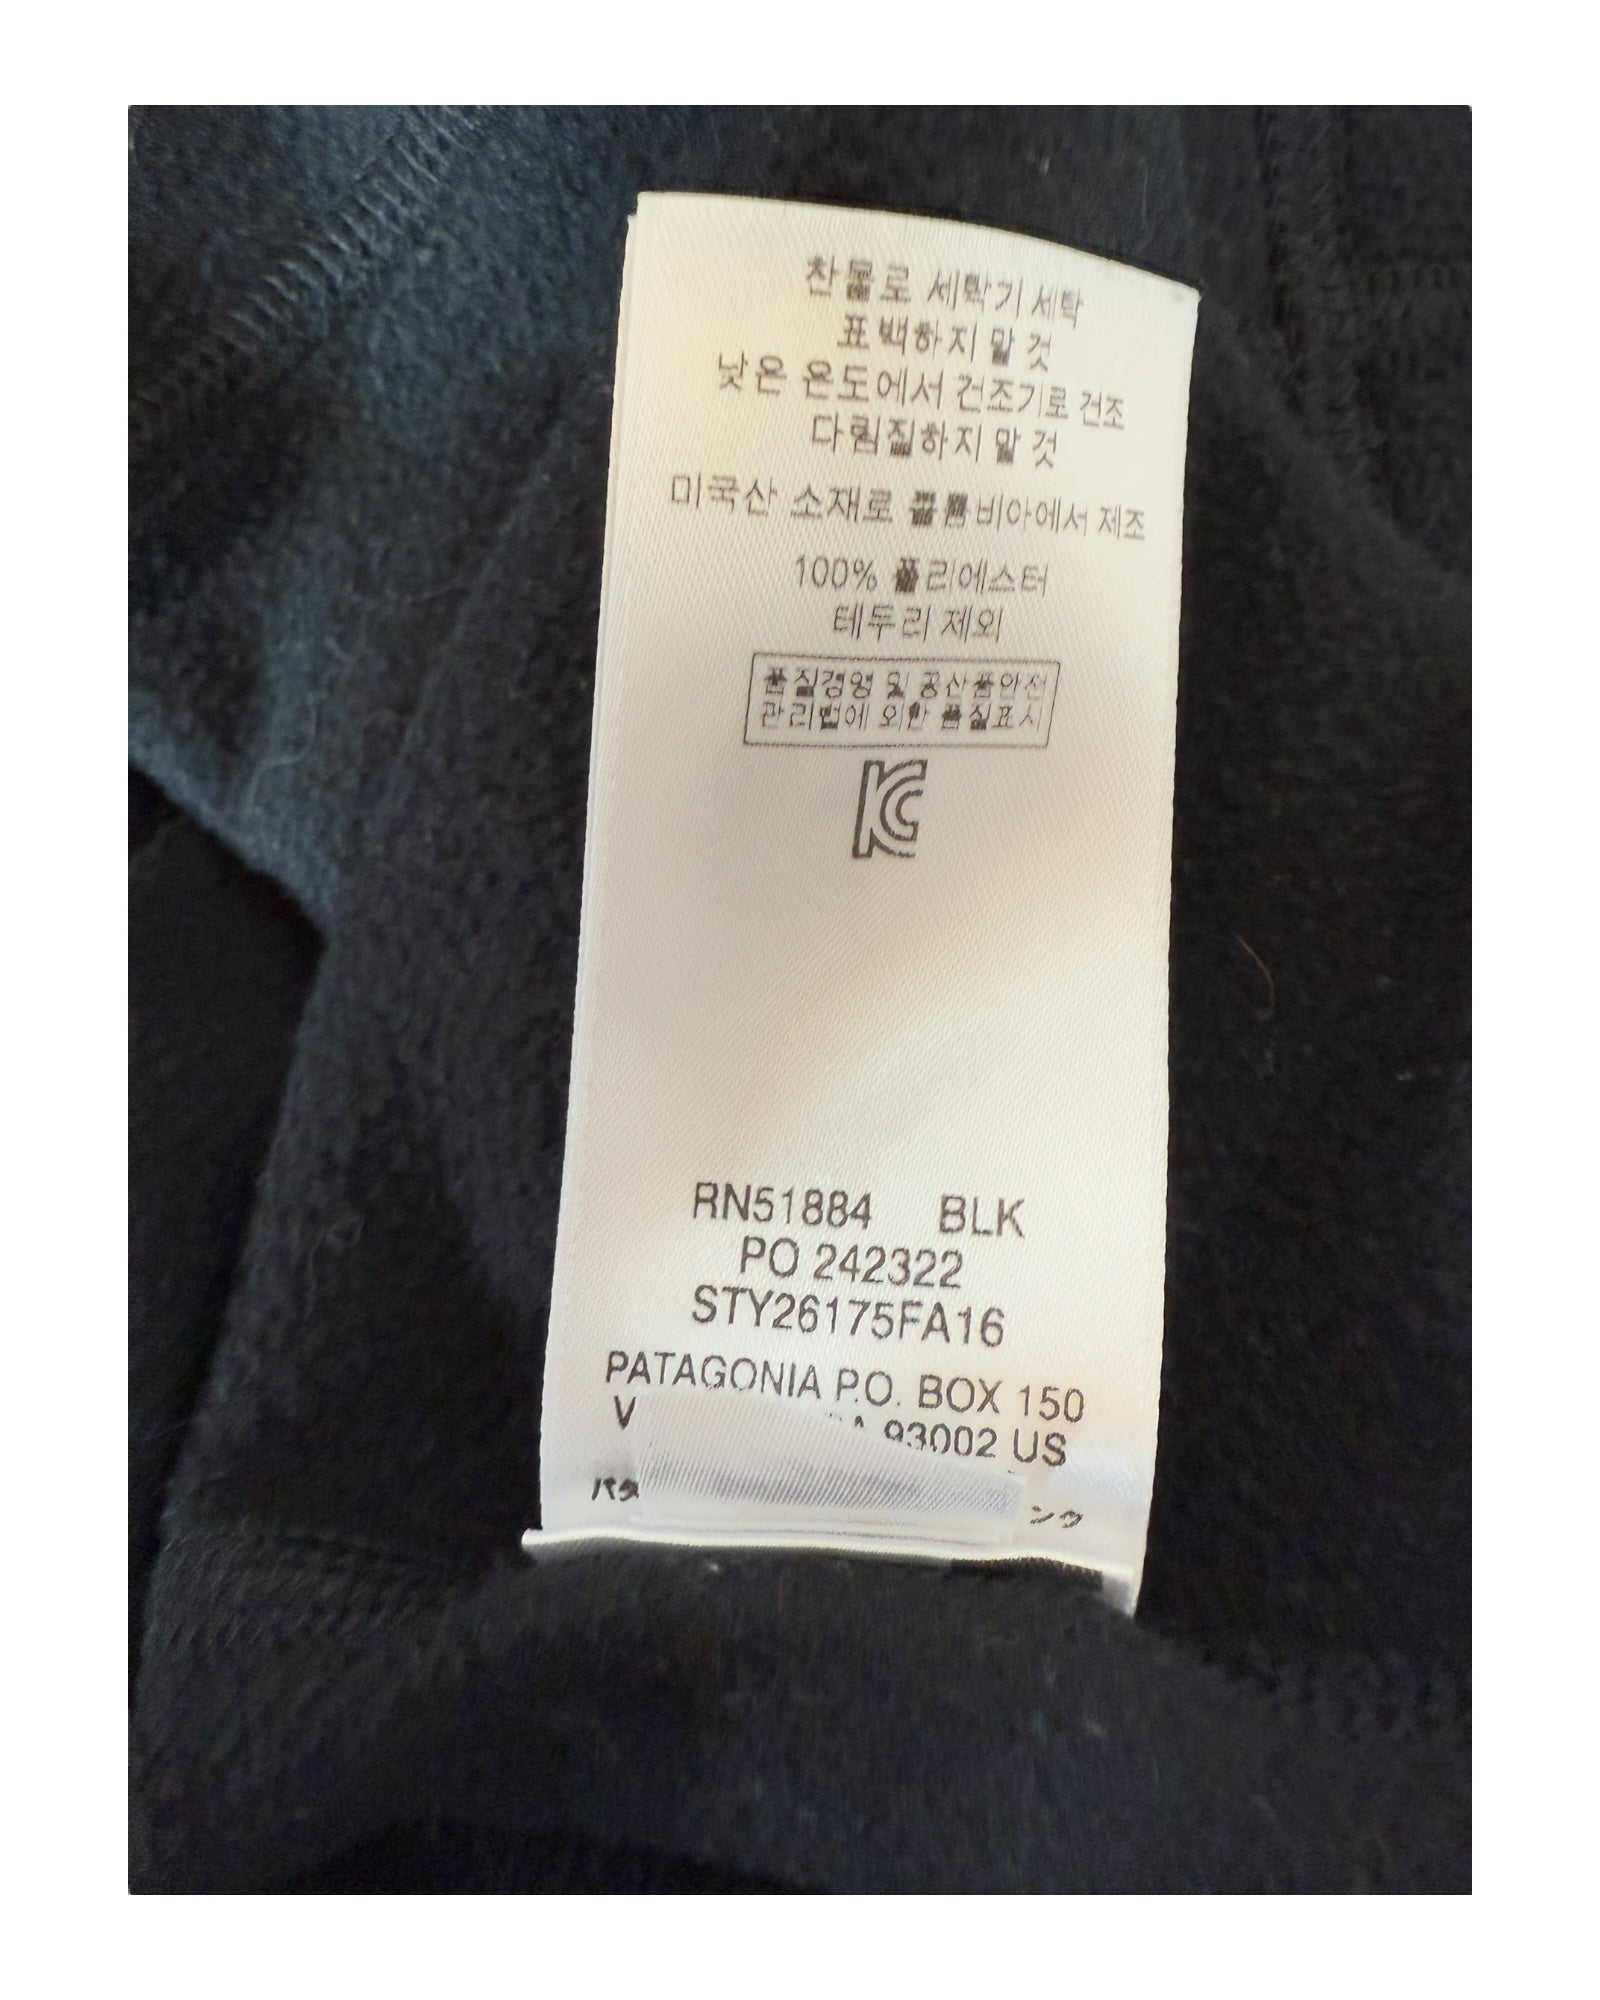 찬물로 세탁기 세탁
표백하지 말 것
낮은 온도에서 건조기로 건조
다림질하지 말 것
미국산 소재로 콜롬비아에서 제조
100% 폴리에스터
테두리 제외
품질경영 및 공산품안전
관리법에 의한 품질표시
KC
RN51884 BLK
PO 242322
STY26175FA16
PATAGONIA P.O. BOX 150
93002 US